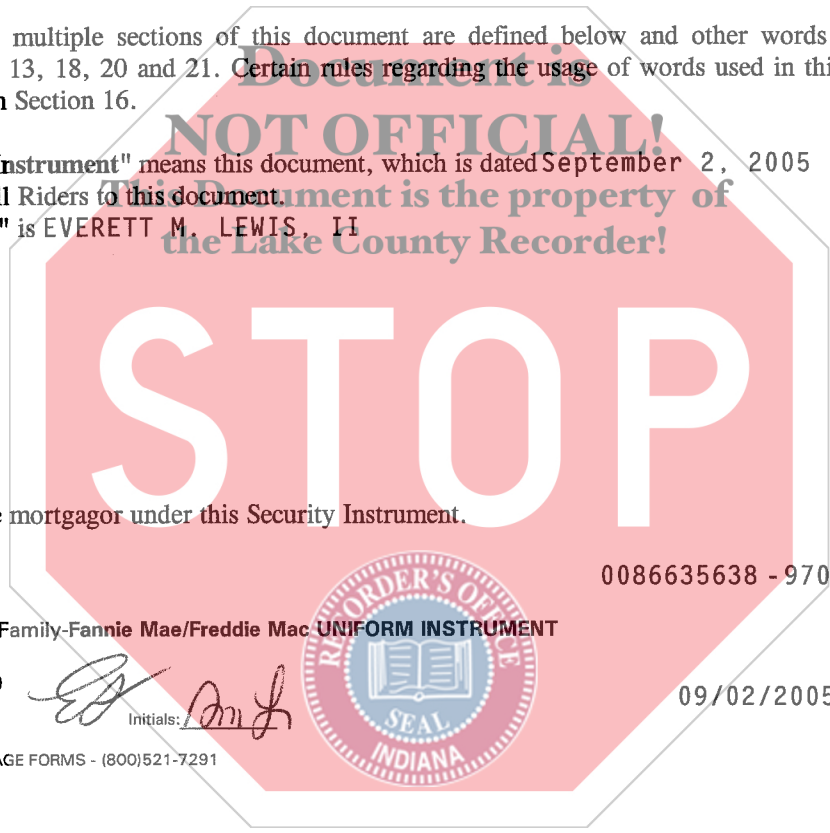 multiple sections of this document are defined below and other words
13, 18, 20 and 21. Certain rules regarding the usage of words used in thi
n Section 16.
Document is
NOT OFFICIAL!
This Document is the property of
the Lake County Recorder!
nstrument" means this document, which is dated September 2, 2005
ll Riders to this document.
" is EVERETT M. LEWIS, II
STOP
e mortgagor under this Security Instrument.
0086635638 - 970
Family-Fannie Mae/Freddie Mac UNIFORM INSTRUMENT
Initials:
09/02/2005
AGE FORMS - (800)521-7291
RECORDER'S OFFICE
SEAL
INDIANA